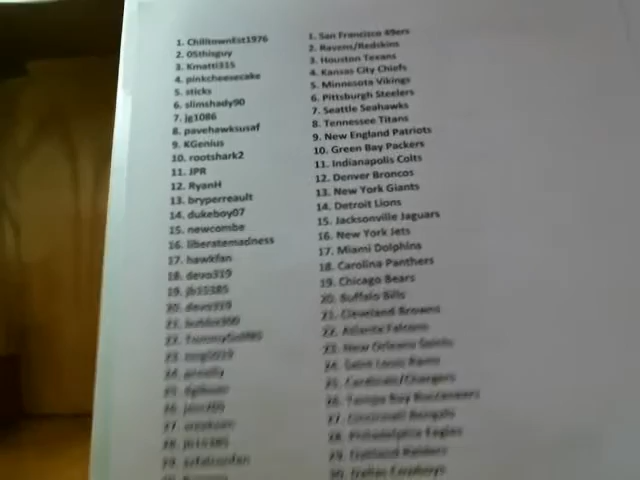 1. ChilltownEst1976
2. 05thisguy
3. Kmatti315
4. pinkcheesecake
5. sticks
6. slimshady90
7. jg1086
8. pavehawksusaf
9. KGenius
10. rootshark2
11. JPR
12. RyanH
13. bryperreault
14. dukeboy07
15. newcombe
16. liberatemadness
17. hawkfan
18. devo319
19. jb10385
20. devo319
1. San Francisco 49ers
2. Ravens/Redskins
3. Houston Texans
4. Kansas City Chiefs
5. Minnesota Vikings
6. Pittsburgh Steelers
7. Seattle Seahawks
8. Tennessee Titans
9. New England Patriots
10. Green Bay Packers
11. Indianapolis Colts
12. Denver Broncos
13. New York Giants
14. Detroit Lions
15. Jacksonville Jaguars
16. New York Jets
17. Miami Dolphins
18. Carolina Panthers
19. Chicago Bears
20. Buffalo Bills
21. Cleveland Browns
22. Atlanta Falcons
23. New Orleans Saints
24. Saint Louis Rams
25. Cardinals/Chargers
26. Tampa Bay Buccaneers
27. Cincinnati Bengals
28. Philadelphia Eagles
29. Oakland Raiders
30. Dallas Cowboys